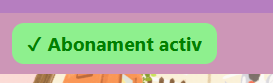 ✓ Abonament activ